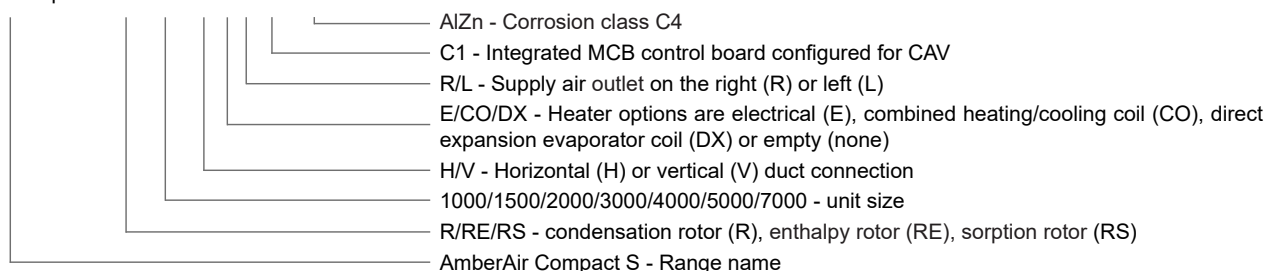 AlZn - Corrosion class C4
C1 - Integrated MCB control board configured for CAV
R/L - Supply air outlet on the right (R) or left (L)
E/CO/DX - Heater options are electrical (E), combined heating/cooling coil (CO), direct
expansion evaporator coil (DX) or empty (none)
H/V - Horizontal (H) or vertical (V) duct connection
1000/1500/2000/3000/4000/5000/7000 - unit size
R/RE/RS - condensation rotor (R), enthalpy rotor (RE), sorption rotor (RS)
AmberAir Compact S - Range name